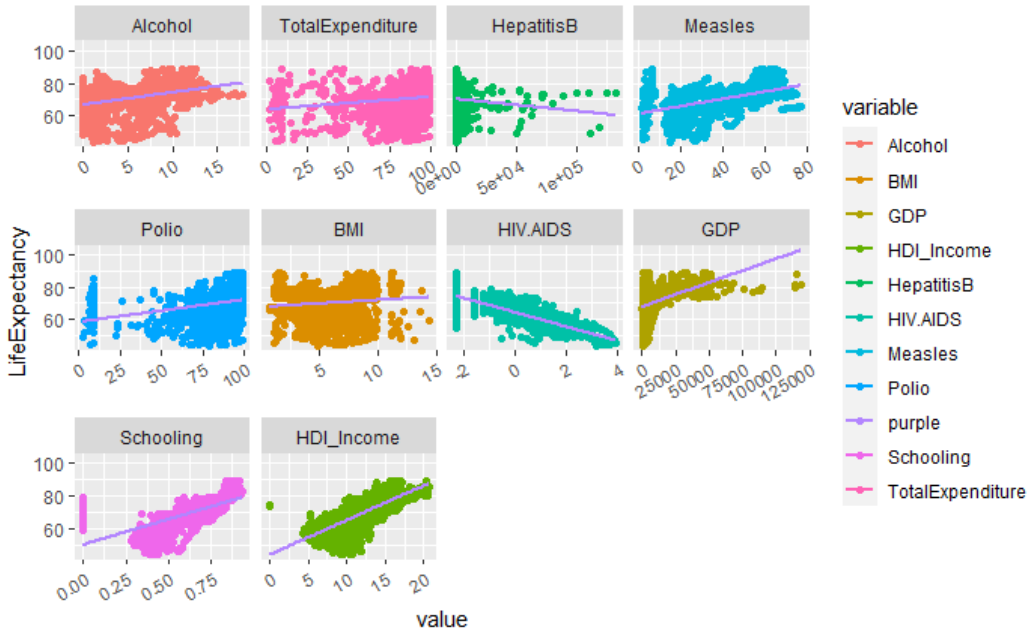 Alcohol TotalExpenditure HepatitisB Measles
100
80
60
0 5 10 15 0 25 50 75 100 0e+00 5e+04 1e+05 0 20 40 60 80
Polio BMI HIV.AIDS GDP
100
80
60
0 25 50 75 100 5 10 15 -2 0 2 4 0 25000 50000 75000 100000 125000
Schooling HDI_Income
100
80
60
0.00 0.25 0.50 0.75 0 5 10 15 20
LifeExpectancy
value
variable
Alcohol
BMI
GDP
HDI_Income
HepatitisB
HIV.AIDS
Measles
Polio
purple
Schooling
TotalExpenditure